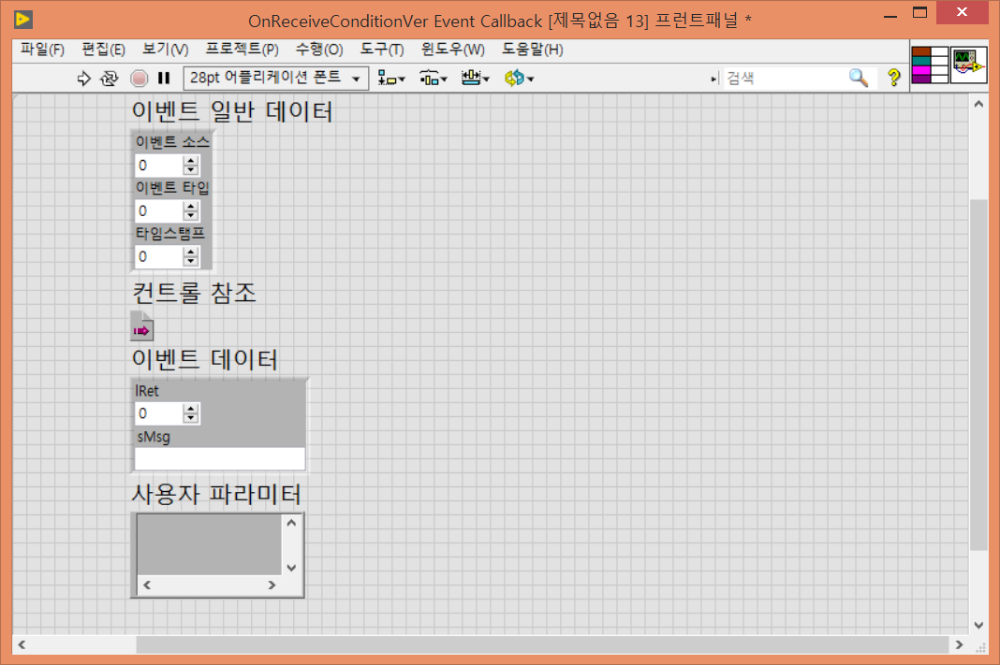 OnReceiveConditionVer Event Callback [제목없음 13] 프런트패널 *
파일(F) 편집(E) 보기(V) 프로젝트(P) 수행(O) 도구(T) 윈도우(W) 도움말(H)
28pt 어플리케이션 폰트 검색 ?
이벤트 일반 데이터
이벤트 소스
0
이벤트 타입
0
타임스탬프
0
컨트롤 참조
이벤트 데이터
lRet
0
sMsg
사용자 파라미터